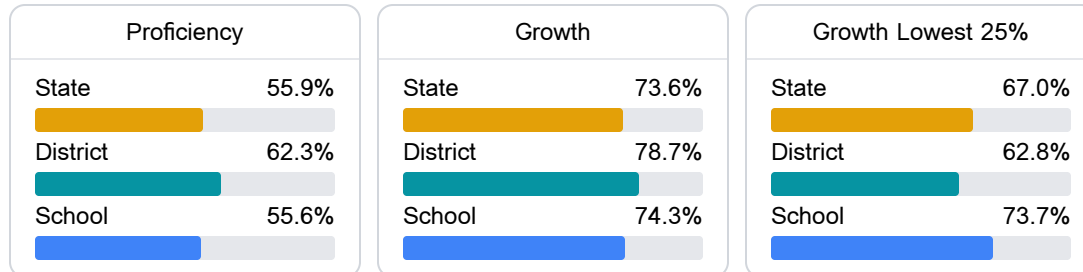 Proficiency
State 55.9%
District 62.3%
School 55.6%
Growth
State 73.6%
District 78.7%
School 74.3%
Growth Lowest 25%
State 67.0%
District 62.8%
School 73.7%